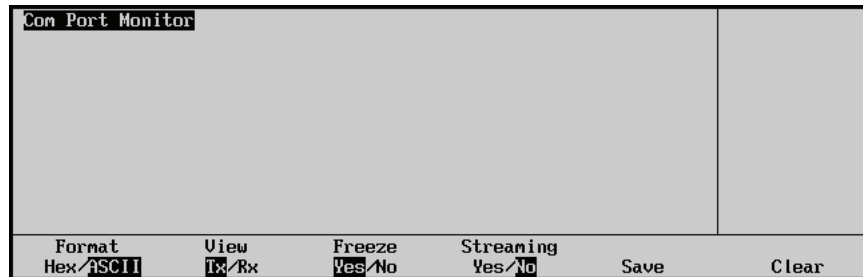 Com Port Monitor
Format View Freeze Streaming
Hex/ASCII Tx/Rx Yes/No Yes/No Save Clear